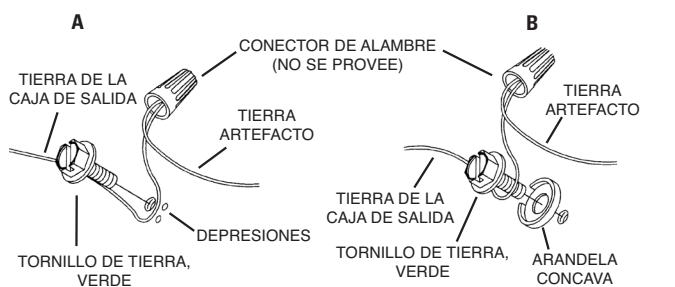 A
B
CONECTOR DE ALAMBRE
(NO SE PROVEE)
TIERRA DE LA
CAJA DE SALIDA
TIERRA
ARTEFACTO
TIERRA
ARTEFACTO
TIERRA DE LA
CAJA DE SALIDA
DEPRESIONES
TORNILLO DE TIERRA,
VERDE
TORNILLO DE TIERRA,
VERDE
ARANDELA
CONCAVA